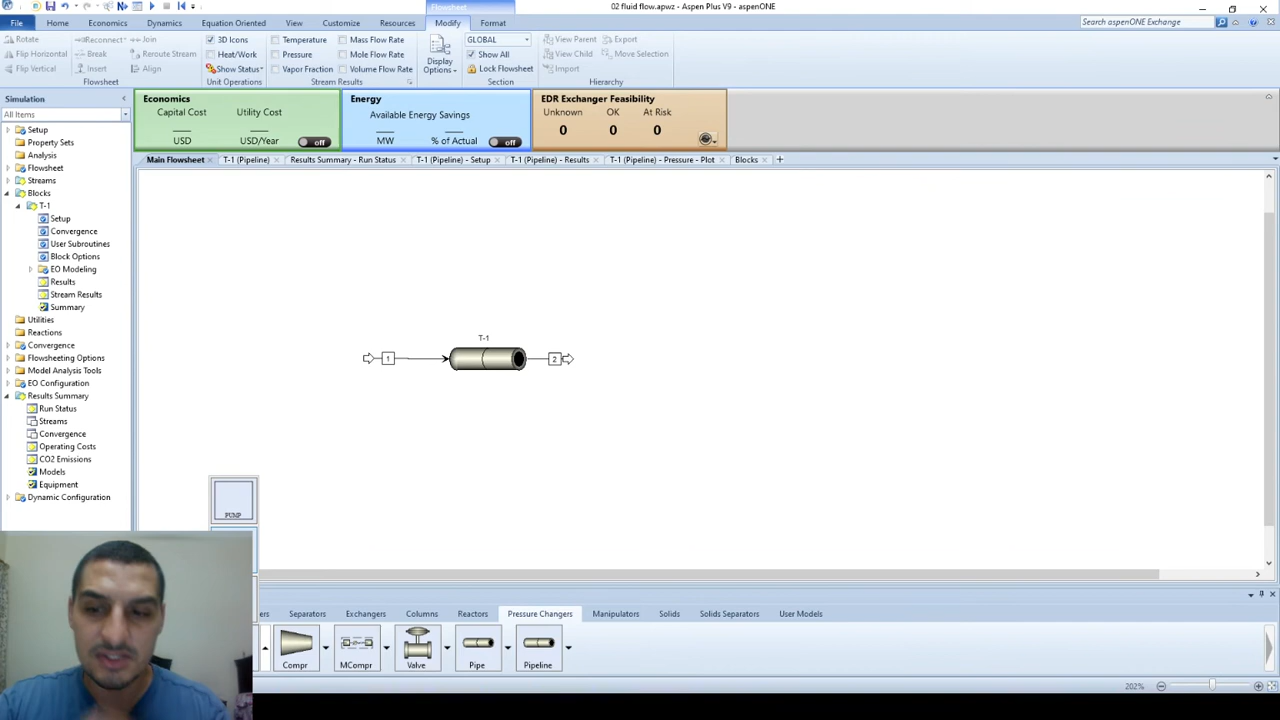 Flowsheet
02 fluid flow.apwz - Aspen Plus V9 - aspenONE
File Home Economics Dynamics Equation Oriented View Customize Resources Modify Format
Search aspenONE Exchange
Rotate Reconnect Join 3D Icons Temperature Mass Flow Rate GLOBAL View Parent Export
Flip Horizontal Break Reroute Stream Heat/Work Pressure Mole Flow Rate Display Options Show All View Child Move Selection
Flip Vertical Insert Align Show Status Vapor Fraction Volume Flow Rate Lock Flowsheet Import
Flowsheet Unit Operations Stream Results Section Hierarchy
Simulation
All Items
Setup
Property Sets
Analysis
Flowsheet
Streams
Blocks
T-1
Setup
Convergence
User Subroutines
Block Options
EO Modeling
Results
Stream Results
Summary
Utilities
Reactions
Convergence
Flowsheeting Options
Model Analysis Tools
EO Configuration
Results Summary
Run Status
Streams
Convergence
Operating Costs
CO2 Emissions
Models
Equipment
Dynamic Configuration
Economics
Capital Cost Utility Cost
USD USD/Year off
Energy
Available Energy Savings
MW % of Actual off
EDR Exchanger Feasibility
Unknown OK At Risk
0 0 0
Main Flowsheet T-1 (Pipeline) Results Summary - Run Status T-1 (Pipeline) - Setup T-1 (Pipeline) - Results T-1 (Pipeline) - Pressure - Plot Blocks +
T-1
1 2
PUMP
Separators Exchangers Columns Reactors Pressure Changers Manipulators Solids Solids Separators User Models
Compr MCompr Valve Pipe Pipeline
202%